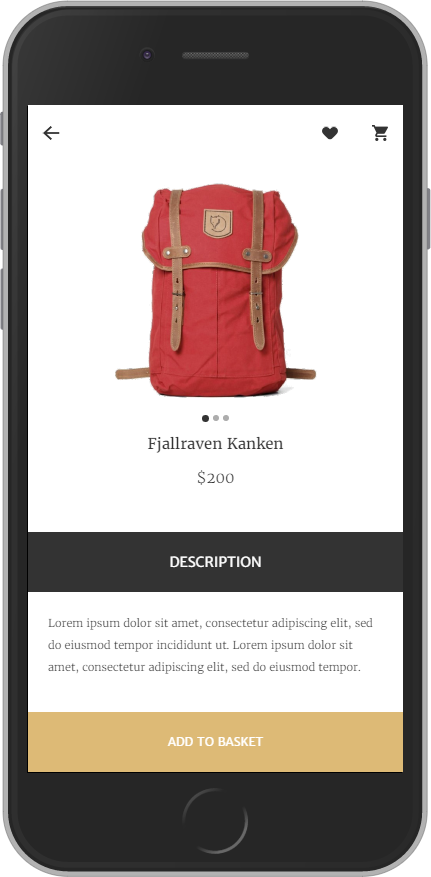 Fjallraven Kanken
$200
DESCRIPTION
Lorem ipsum dolor sit amet, consectetur adipiscing elit, sed
do eiusmod tempor incididunt ut. Lorem ipsum dolor sit
amet, consectetur adipiscing elit, sed do eiusmod tempor.
ADD TO BASKET